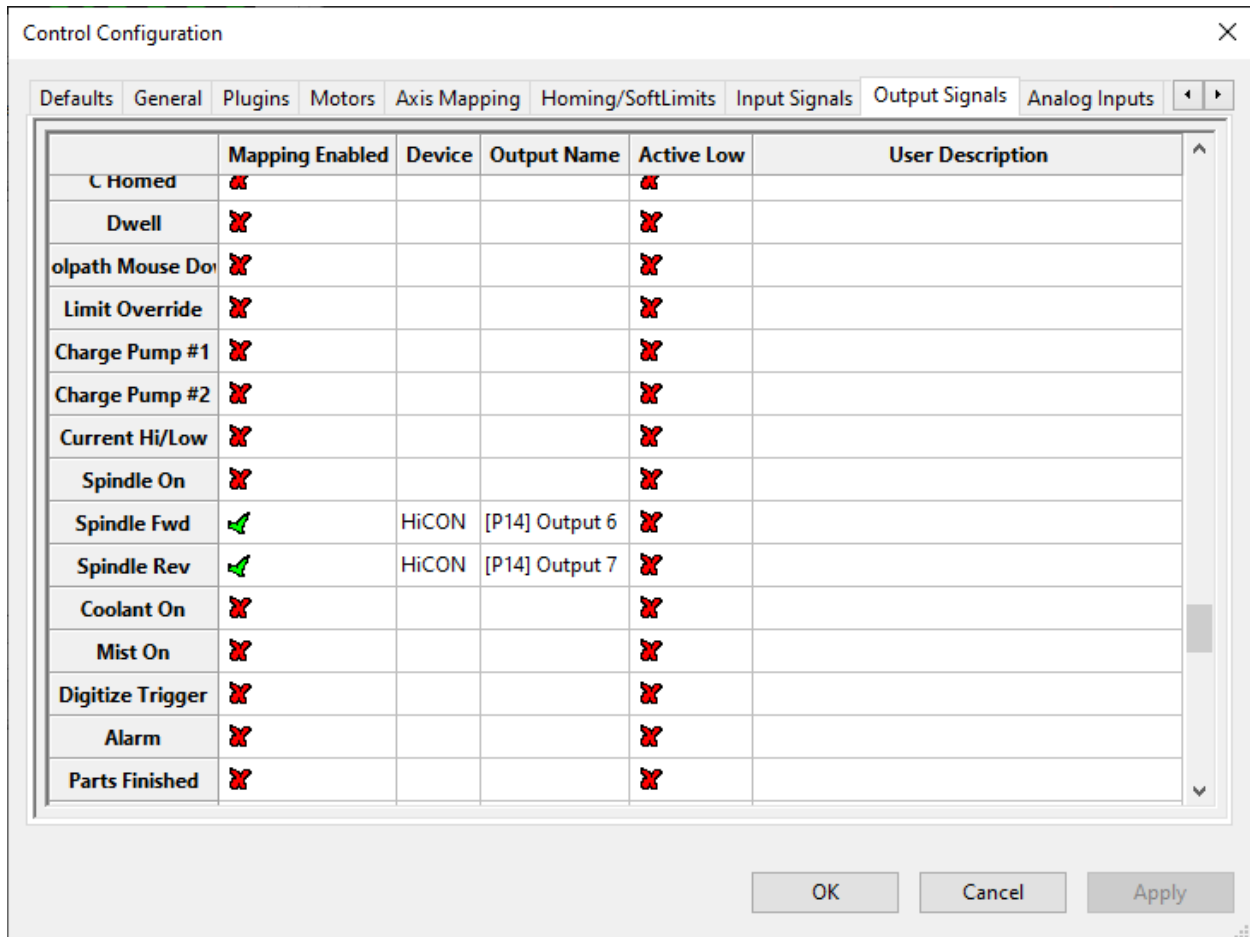 Control Configuration
Defaults General Plugins Motors Axis Mapping Homing/SoftLimits Input Signals Output Signals Analog Inputs
Mapping Enabled Device Output Name Active Low User Description
C Homed
Dwell
olpath Mouse Dov
Limit Override
Charge Pump #1
Charge Pump #2
Current Hi/Low
Spindle On
Spindle Fwd HiCON [P14] Output 6
Spindle Rev HiCON [P14] Output 7
Coolant On
Mist On
Digitize Trigger
Alarm
Parts Finished
OK Cancel Apply